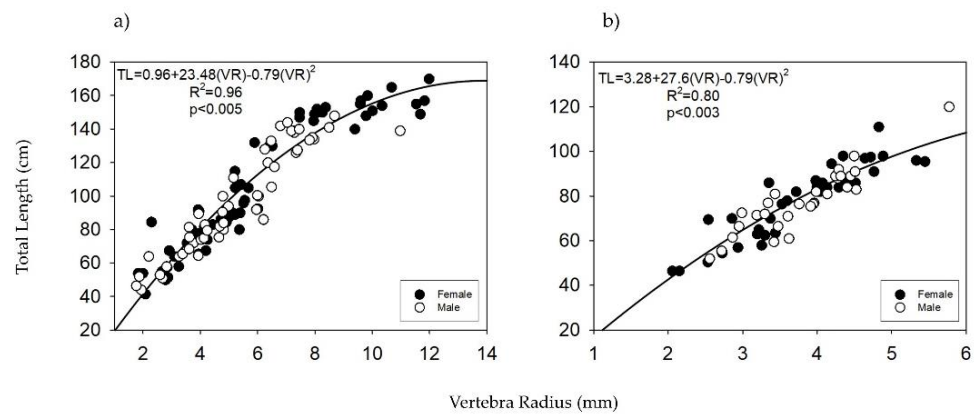 a)
TL=0.96+23.48(VR)-0.79(VR)²
R²=0.96
p<0.005
180
160
140
120
100
80
60
40
20
2 4 6 8 10 12 14
Female
Male
b)
TL=3.28+27.6(VR)-0.79(VR)²
R²=0.80
p<0.003
140
120
100
80
60
40
20
1 2 3 4 5 6
Female
Male
Total Length (cm)
Vertebra Radius (mm)